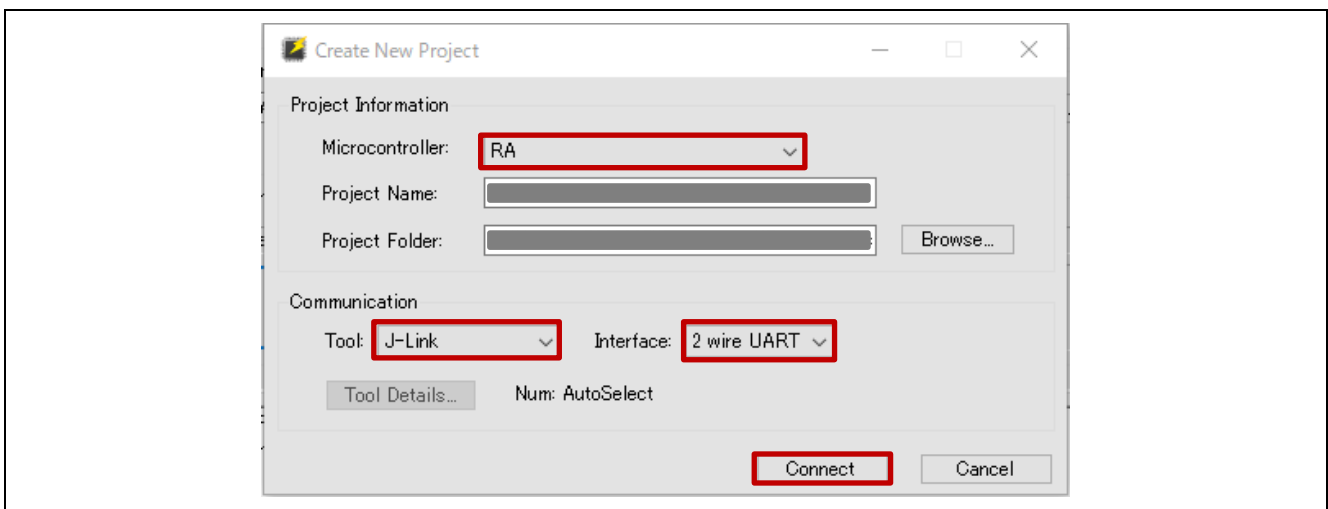 Create New Project
Project Information
Microcontroller: RA
Project Name:
Project Folder: Browse...
Communication
Tool: J-Link Interface: 2 wire UART
Tool Details... Num: AutoSelect
Connect Cancel